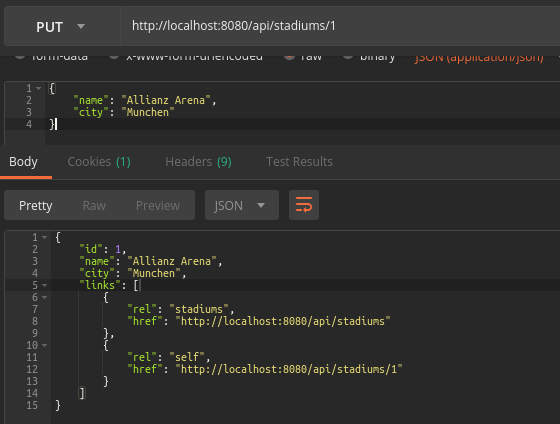 PUT http://localhost:8080/api/stadiums/1
form-data x-www-form-unencoded raw binary JSON (application/json)
1 {
2 "name": "Allianz Arena",
3 "city": "Munchen"
4 }
Body Cookies (1) Headers (9) Test Results
Pretty Raw Preview JSON
1 {
2 "id": 1,
3 "name": "Allianz Arena",
4 "city": "Munchen",
5 "links": [
6 {
7 "rel": "stadiums",
8 "href": "http://localhost:8080/api/stadiums"
9 },
10 {
11 "rel": "self",
12 "href": "http://localhost:8080/api/stadiums/1"
13 }
14 ]
15 }